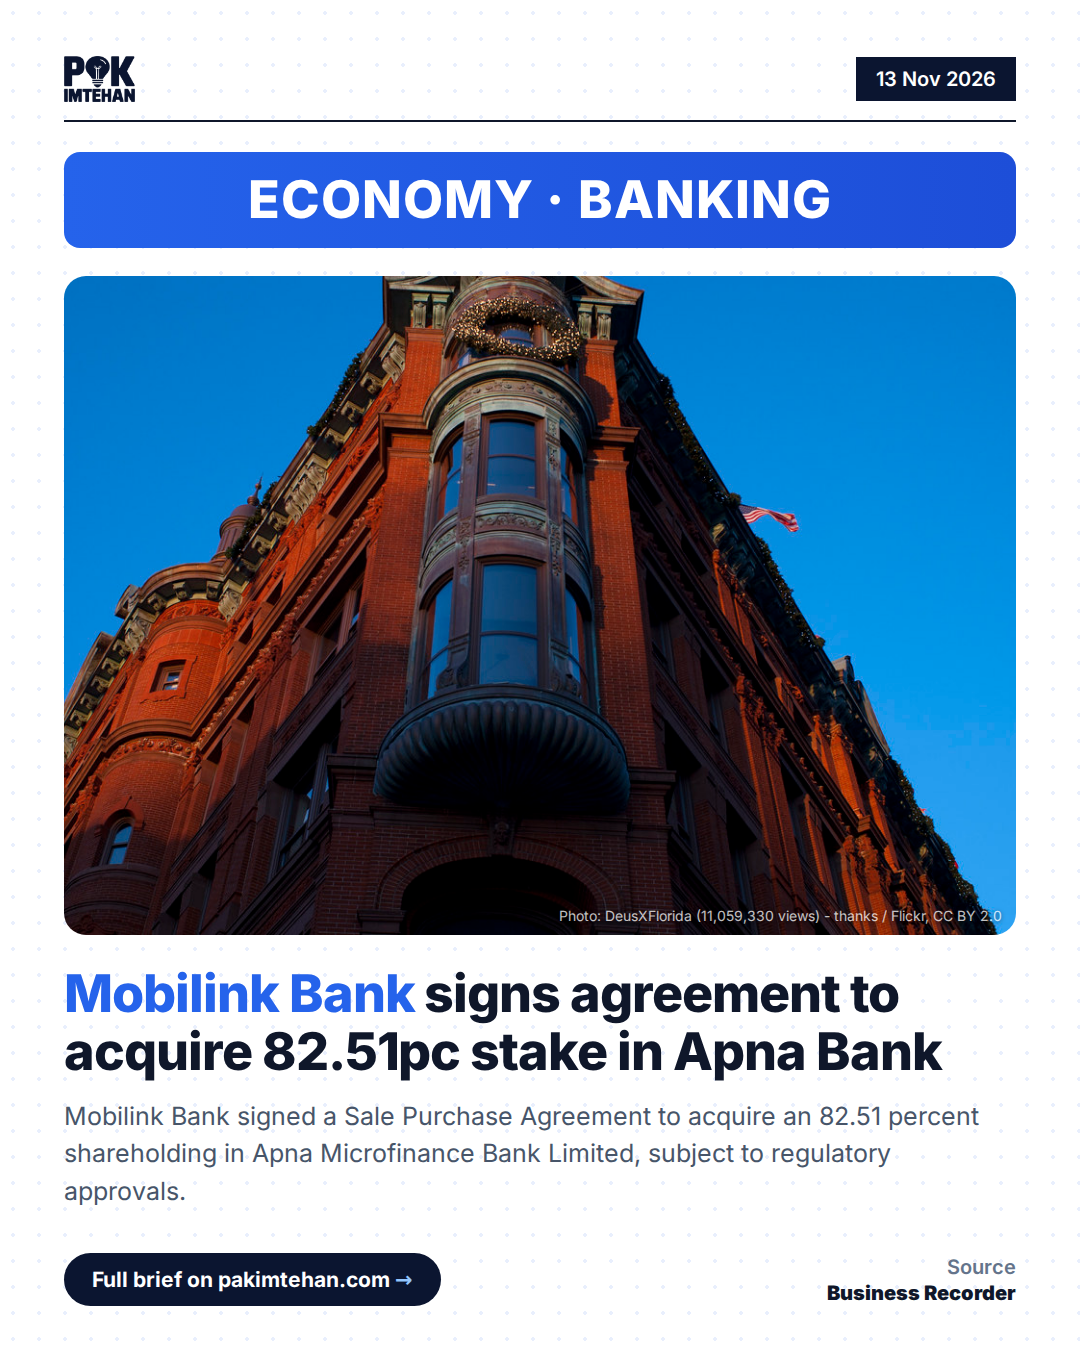 PAK
IMTEHAN
13 Nov 2026
ECONOMY · BANKING
Photo: DeusXFlorida (11,059,330 views) - thanks / Flickr, CC BY 2.0
Mobilink Bank signs agreement to
acquire 82.51pc stake in Apna Bank
Mobilink Bank signed a Sale Purchase Agreement to acquire an 82.51 percent
shareholding in Apna Microfinance Bank Limited, subject to regulatory
approvals.
Full brief on pakimtehan.com →
Source
Business Recorder